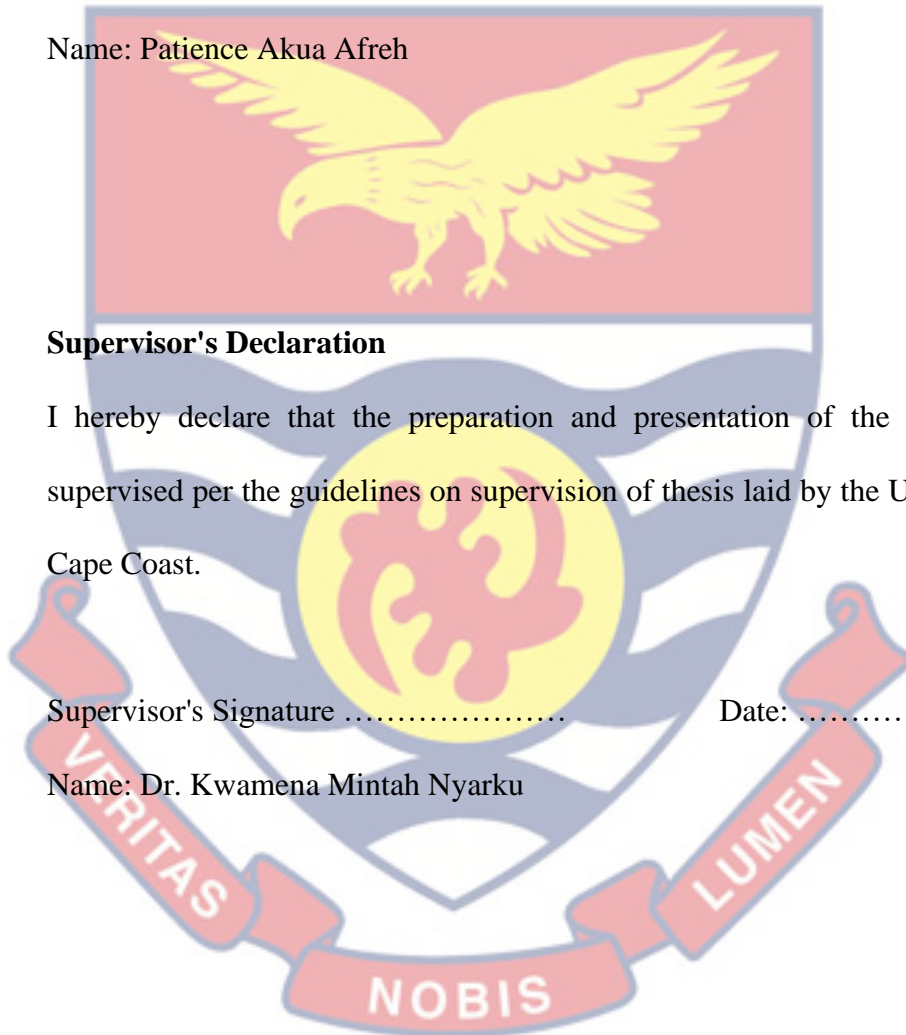 Name: Patience Akua Afreh
Supervisor's Declaration
I hereby declare that the preparation and presentation of the
supervised per the guidelines on supervision of thesis laid by the U
Cape Coast.
Supervisor's Signature ………………… Date: ……….
Name: Dr. Kwamena Mintah Nyarku
VERITAS
NOBIS
LUMEN